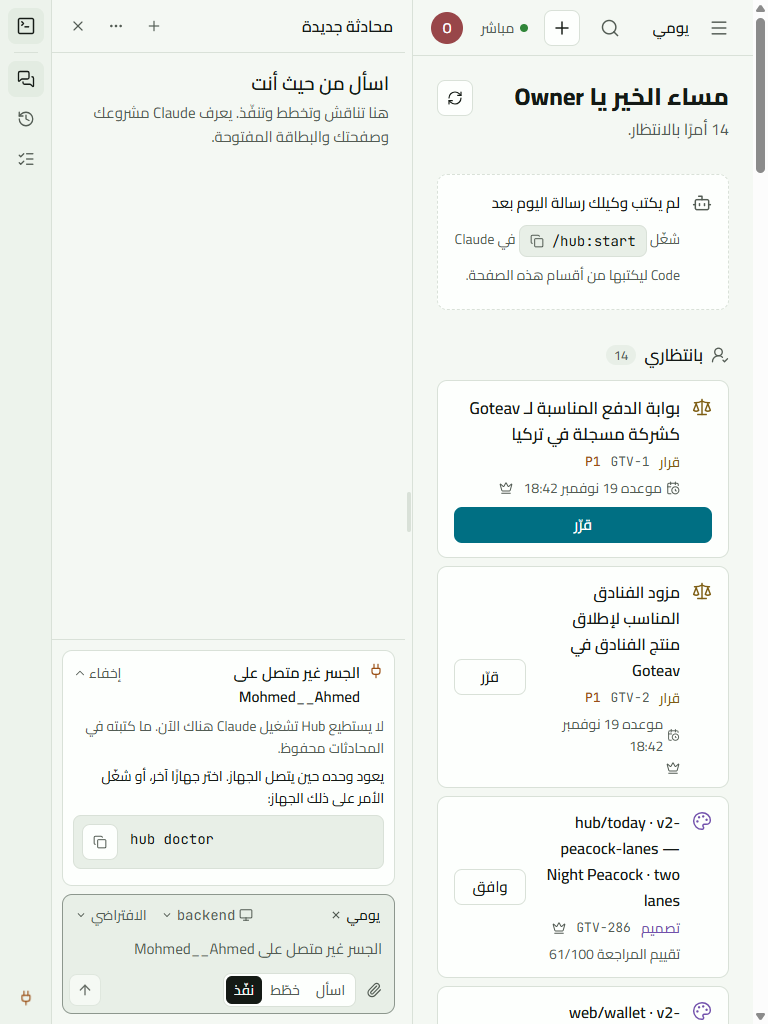 يومي
مباشر
O
مساء الخير يا Owner
14 أمرًا بالانتظار.
لم يكتب وكيلك رسالة اليوم بعد
شغّل /hub:start في Claude
Code ليكتبها من أقسام هذه الصفحة.
بانتظاري 14
بوابة الدفع المناسبة لـ Goteav
كشركة مسجلة في تركيا
قرار GTV-1 P1
موعده 19 نوفمبر 18:42
قرّر
مزود الفنادق
المناسب لإطلاق
منتج الفنادق في
Goteav
قرار GTV-2 P1
موعده 19 نوفمبر
18:42
قرّر
hub/today · v2-
peacock-lanes —
Night Peacock · two
lanes
تصميم GTV-286
تقييم المراجعة 61/100
وافق
web/wallet · v2-
محادثة جديدة
اسأل من حيث أنت
هنا تناقش وتخطط وتنفّذ. يعرف Claude مشروعك
وصفحتك والبطاقة المفتوحة.
الجسر غير متصل على
Mohmed__Ahmed
إخفاء
لا يستطيع Hub تشغيل Claude هناك الآن. ما كتبته في
المحادثات محفوظ.
يعود وحده حين يتصل الجهاز. اختر جهازًا آخر، أو شغّل
الأمر على ذلك الجهاز:
hub doctor
يومي
backend
الافتراضي
الجسر غير متصل على Mohmed__Ahmed
اسأل
خطّط
نفّذ